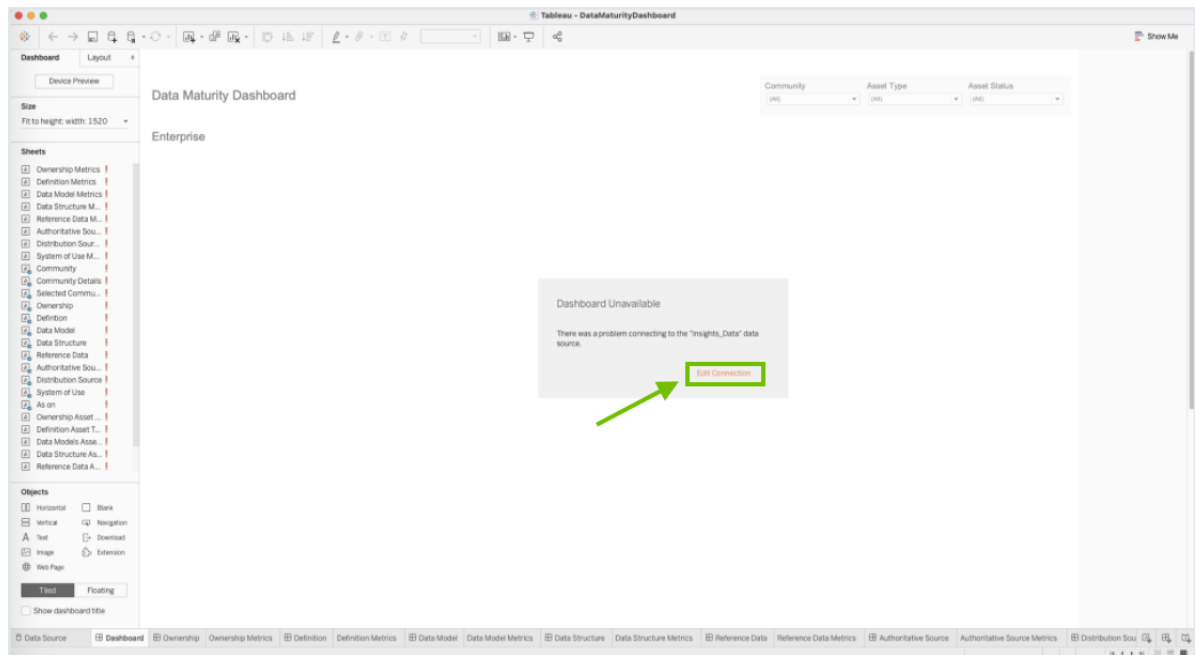 Tableau - DataMaturityDashboard
Show Me
Dashboard Layout
Device Preview
Size
Fit to height: width: 1520
Sheets
Ownership Metrics !
Definition Metrics !
Data Model Metrics !
Data Structure M... !
Reference Data M... !
Authoritative Sou... !
Distribution Sour... !
System of Use M... !
Community !
Community Details !
Selected Commu... !
Ownership !
Defintion !
Data Model !
Data Structure !
Reference Data !
Authoritative Sou... !
Distribution Source !
System of Use !
As on !
Ownership Asset ... !
Definition Asset T... !
Data Models Asse... !
Data Structure As... !
Reference Data A... !
Objects
Horizontal Blank
Vertical Navigation
Text Download
Image Extension
Web Page
Tiled Floating
Show dashboard title
Data Maturity Dashboard
Community Asset Type Asset Status
(All) (All) (All)
Enterprise
Dashboard Unavailable
There was a problem connecting to the "Insights_Data" data
source.
Edit Connection
Data Source Dashboard Ownership Ownership Metrics Definition Definition Metrics Data Model Data Model Metrics Data Structure Data Structure Metrics Reference Data Reference Data Metrics Authoritative Source Authoritative Source Metrics Distribution Sou